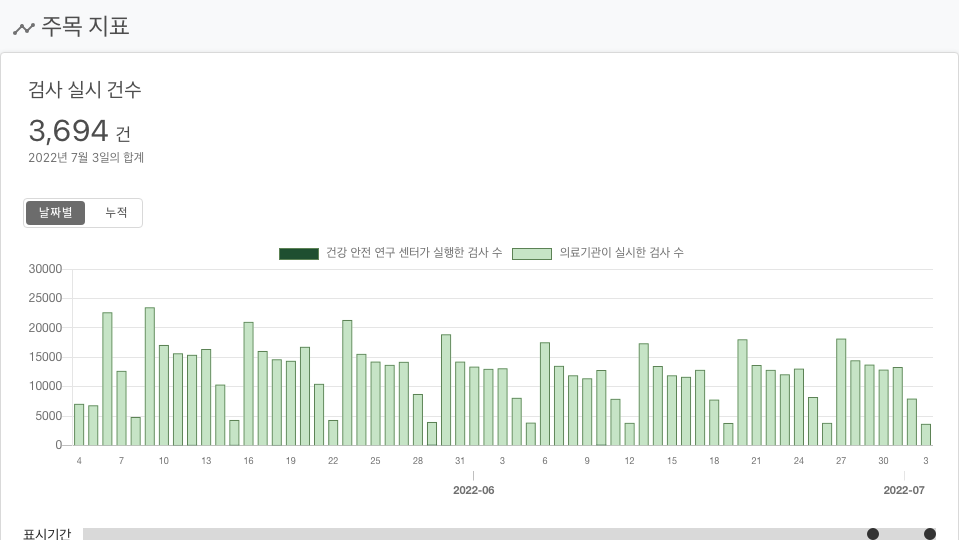 주목 지표
검사 실시 건수
3,694 건
2022년 7월 3일의 합계
날짜별 누적
건강 안전 연구 센터가 실행한 검사 수 의료기관이 실시한 검사 수
30000
25000
20000
15000
10000
5000
0
4 7 10 13 16 19 22 25 28 31 3 6 9 12 15 18 21 24 27 30 3
2022-06 2022-07
표시기간